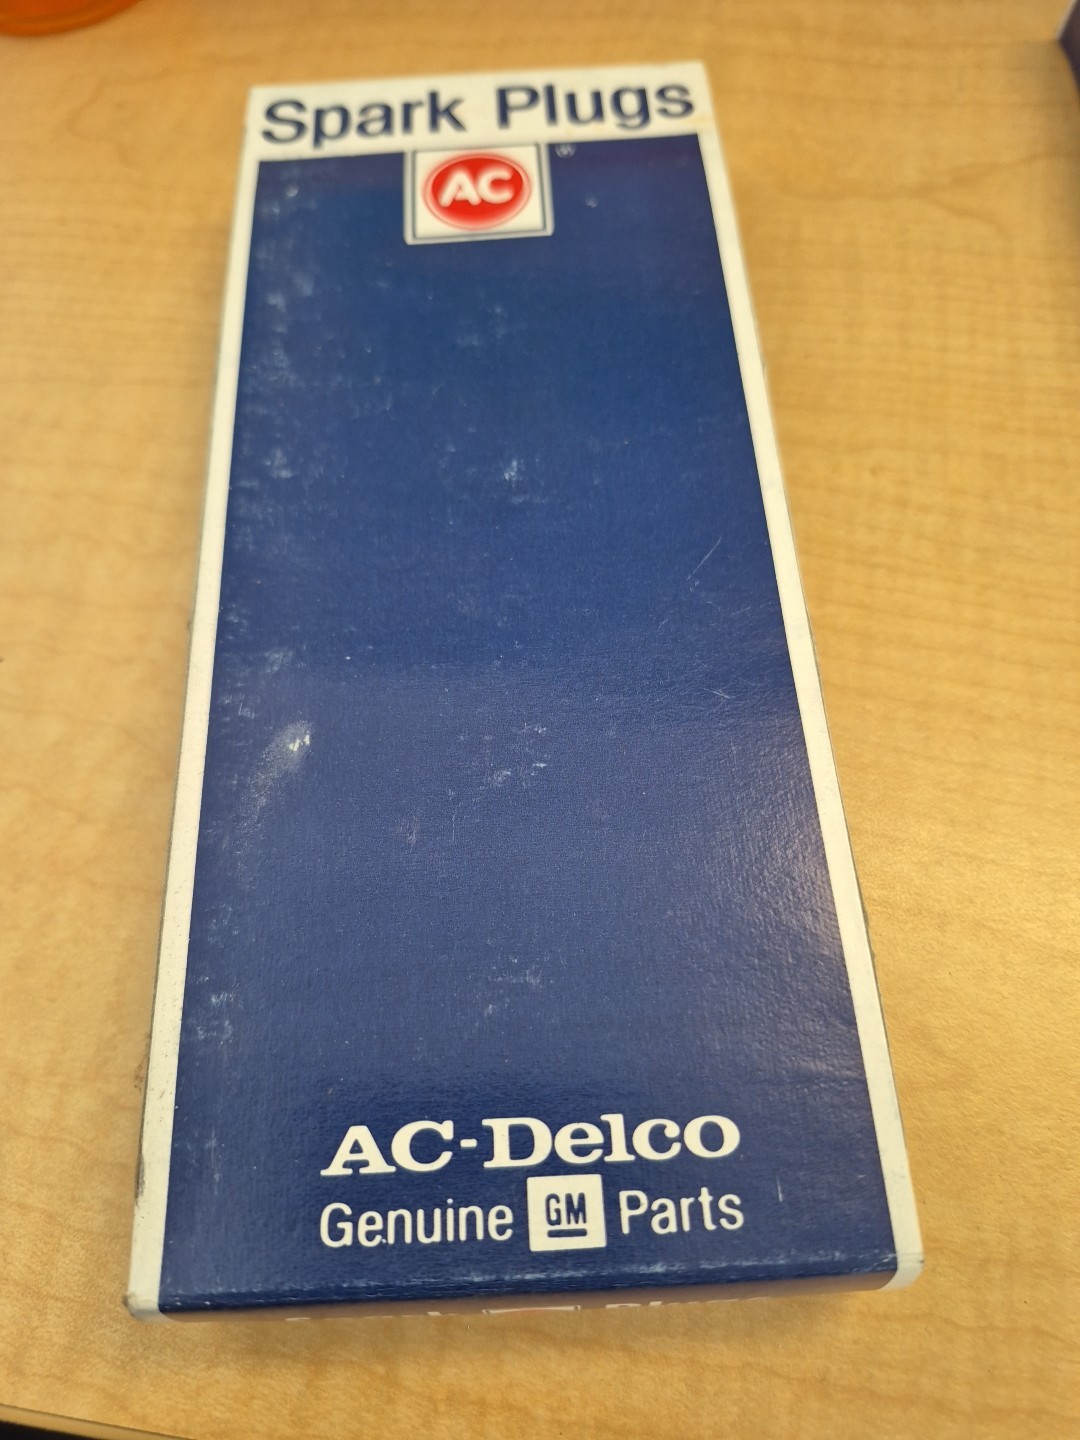 Spark Plugs
AC
AC-Delco
Genuine GM Parts